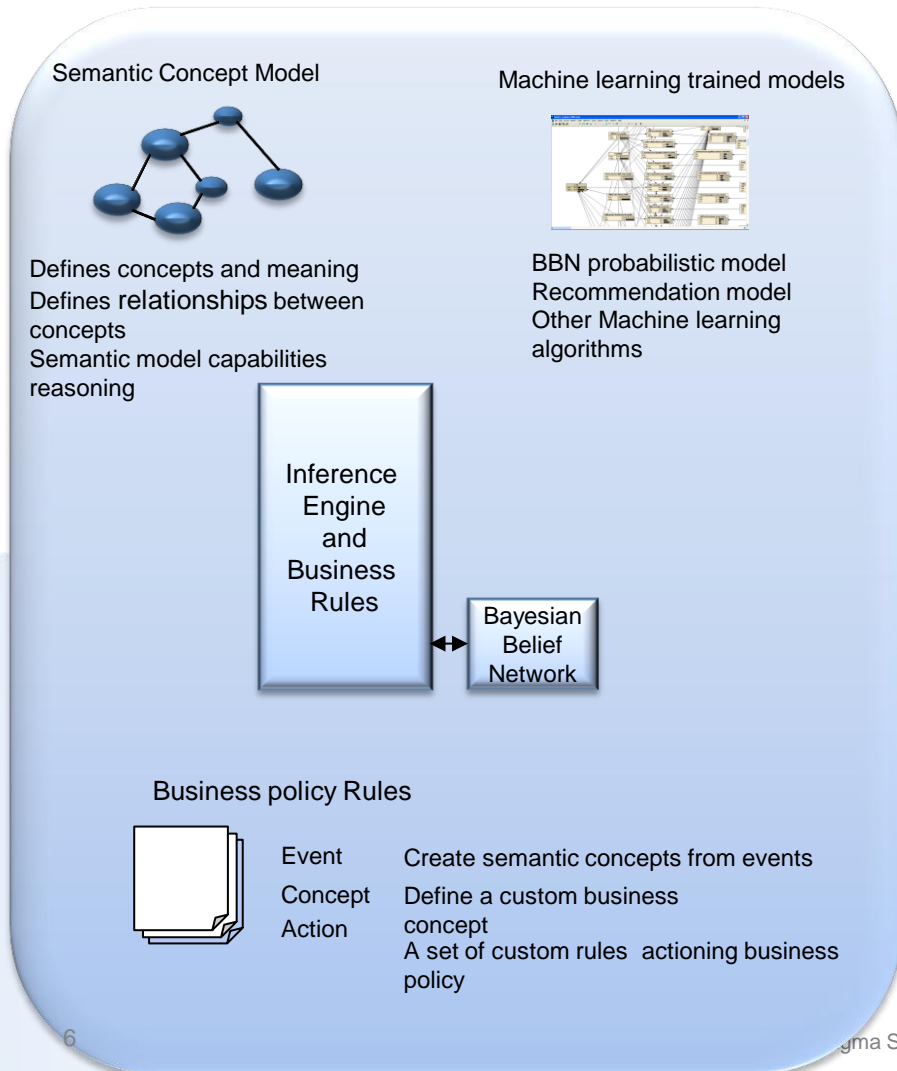 Semantic Concept Model
Machine learning trained models
Defines concepts and meaning
Defines relationships between
concepts
Semantic model capabilities
reasoning
BBN probabilistic model
Recommendation model
Other Machine learning
algorithms
Inference
Engine
and
Business
Rules
Bayesian
Belief
Network
Business policy Rules
Event
Create semantic concepts from events
Concept
Define a custom business
concept
Action
A set of custom rules actioning business
policy
6